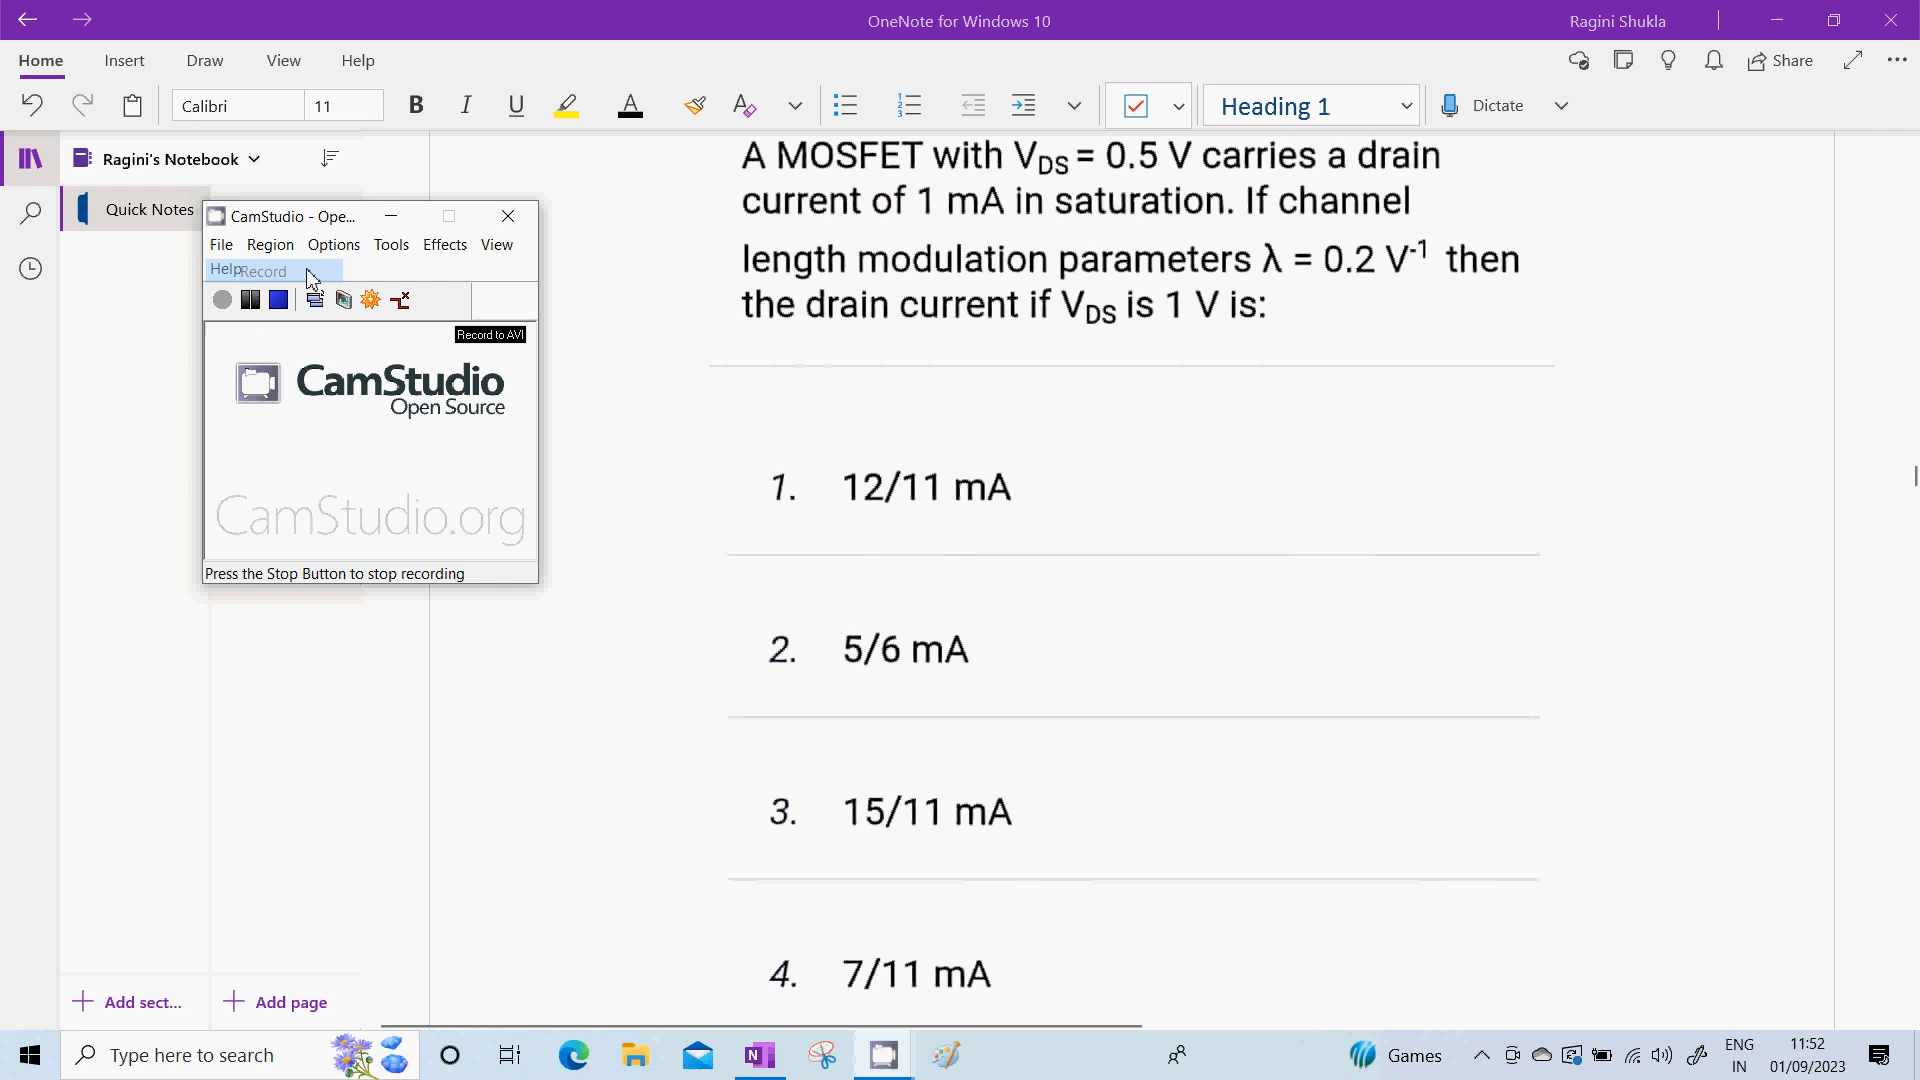 OneNote for Windows 10
Ragini Shukla
Home Insert Draw View Help
Share
Calibri 11 B I U A Heading 1 Dictate
Ragini's Notebook
Quick Notes
CamStudio - Ope...
File Region Options Tools Effects View
Help Record
Record to AVI
CamStudio
Open Source
CamStudio.org
Press the Stop Button to stop recording
A MOSFET with VDS = 0.5 V carries a drain
current of 1 mA in saturation. If channel
length modulation parameters λ = 0.2 V-1 then
the drain current if VDS is 1 V is:
1. 12/11 mA
2. 5/6 mA
3. 15/11 mA
4. 7/11 mA
Add sect... Add page
Type here to search
Games
ENG
IN
11:52
01/09/2023